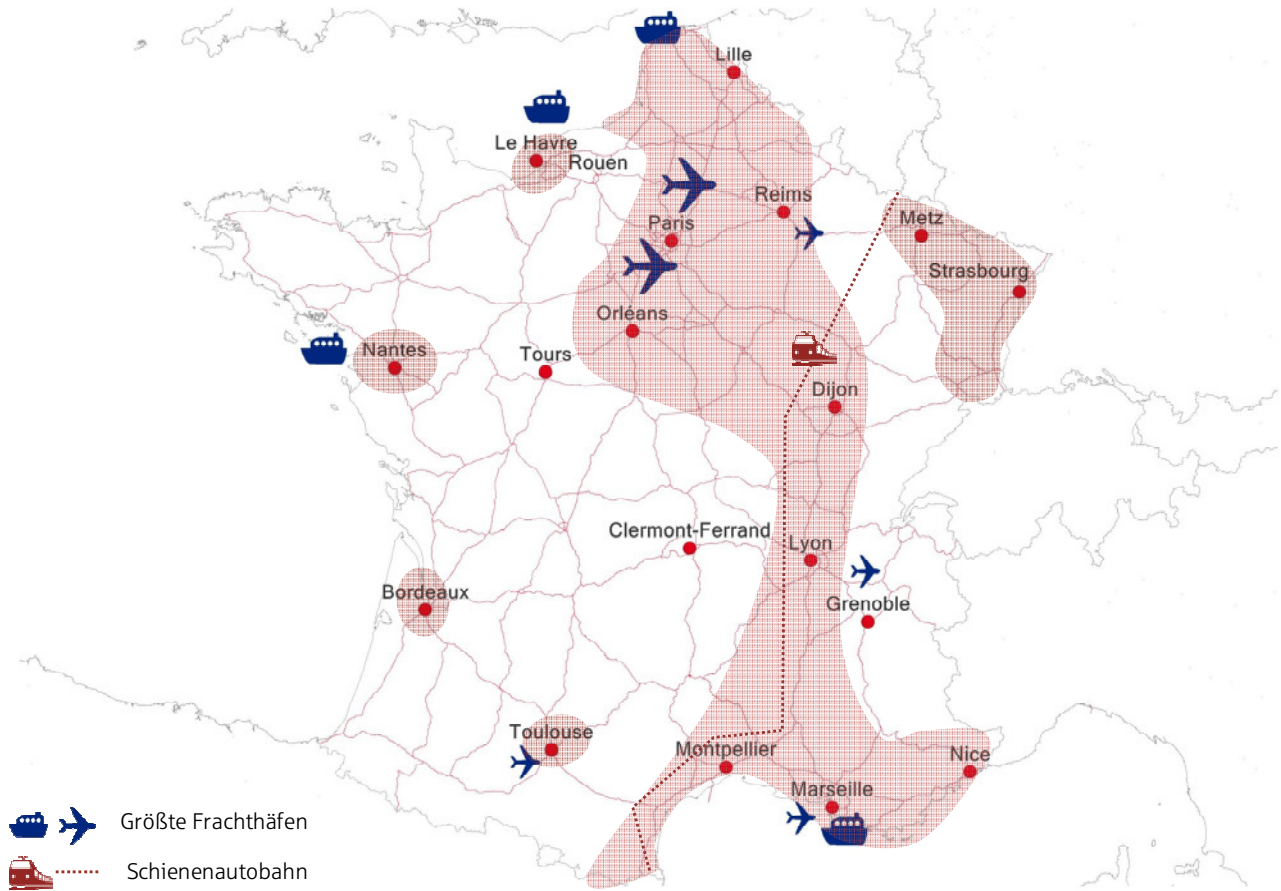 Lille
Le Havre
Rouen
Reims
Paris
Metz
Strasbourg
Orléans
Nantes
Tours
Dijon
Clermont-Ferrand
Lyon
Bordeaux
Grenoble
Toulouse
Montpellier
Nice
Marseille
Größte Frachthäfen
Schienenautobahn